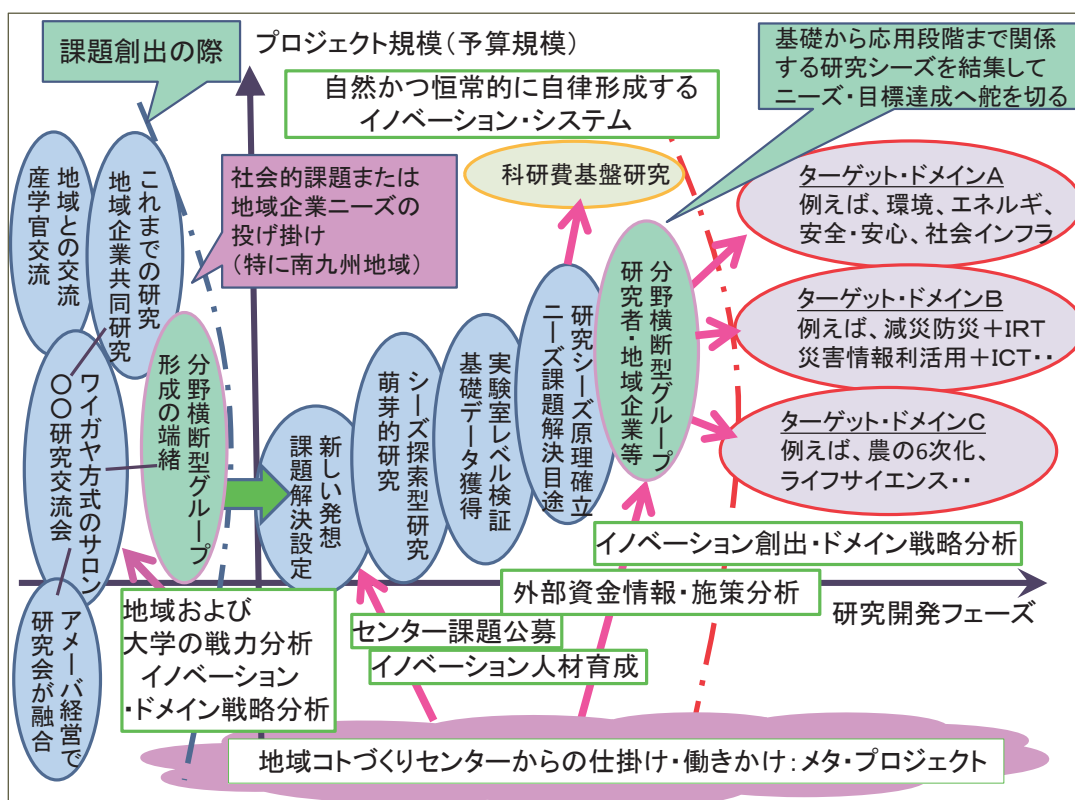 課題創出の際
プロジェクト規模(予算規模)
自然かつ恒常的に自律形成する
イノベーション・システム
基礎から応用段階まで関係
する研究シーズを結集して
ニーズ・目標達成へ舵を切る
社会的課題または
地域企業ニーズの
投げ掛け
(特に南九州地域)
科研費基盤研究
地域との交流
産学官交流
これまでの研究
地域企業共同研究
ワイガヤ方式のサロン
〇〇研究交流会
アメーバ経営で
研究会が融合
分野横断型グループ
形成の端緒
新しい発想
課題解決設定
シーズ探索型研究
萌芽的研究
実験室レベル検証
基礎データ獲得
研究シーズ原理確立
ニーズ課題解決目途
分野横断型グループ
研究者・地域企業等
ターゲット・ドメインA
例えば、環境、エネルギ、
安全・安心、社会インフラ
ターゲット・ドメインB
例えば、減災防災+IRT
災害情報利活用+ICT・・
ターゲット・ドメインC
例えば、農の6次化、
ライフサイエンス・・
イノベーション創出・ドメイン戦略分析
外部資金情報・施策分析
研究開発フェーズ
センター課題公募
イノベーション人材育成
地域および
大学の戦力分析
イノベーション
・ドメイン戦略分析
地域コトづくりセンターからの仕掛け・働きかけ:メタ・プロジェクト